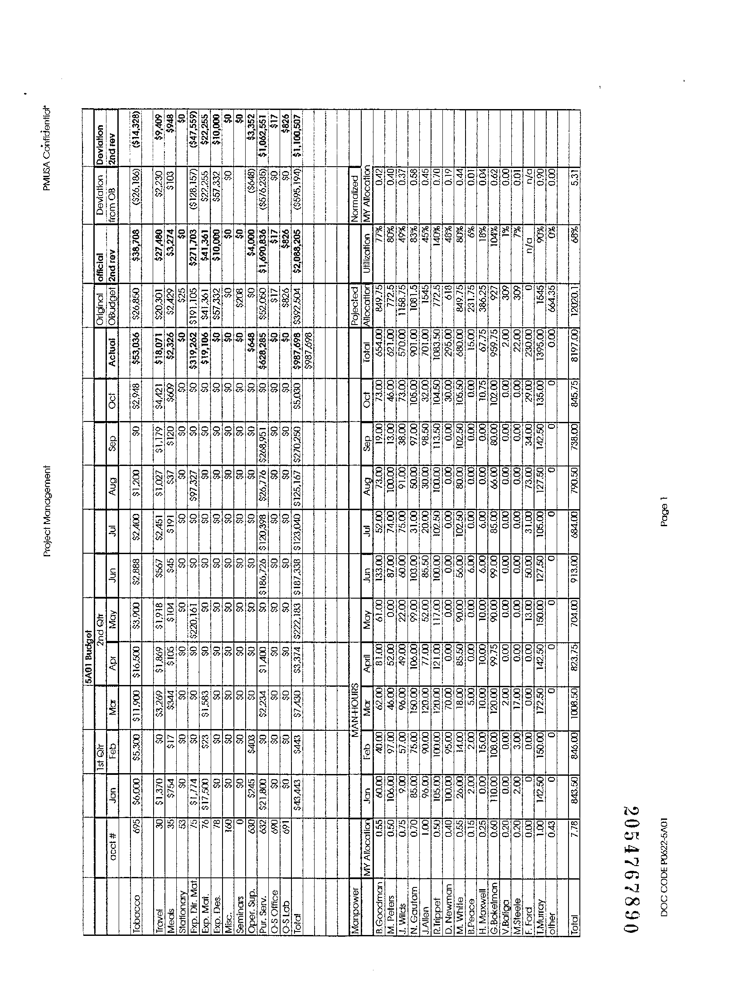 Project Management PMUSA Confidential*
5A01 Budget
1st Qtr 2nd Qtr Original official Deviation Deviation
acct # Jan Feb Mar Apr May Jun Jul Aug Sep Oct Actual OBudget 2nd rev from OB 2nd rev
Tobacco 695 $6,000 $5,300 $11,900 $16,500 $3,900 $2,888 $2,400 $1,200 $0 $2,948 $53,036 $26,850 $38,708 ($26,186) ($14,328)
Travel 30 $1,370 $0 $3,269 $1,869 $1,918 $567 $2,451 $1,027 $1,179 $4,421 $18,071 $20,301 $27,480 $2,230 $9,409
Meals 35 $754 $17 $344 $105 $104 $45 $191 $37 $120 $609 $2,326 $2,429 $3,274 $103 $948
Stationary 53 $0 $0 $0 $0 $0 $0 $0 $0 $0 $0 $0 $25 $0 $0
Exp. Dir. Mat. 75 $1,774 $0 $0 $0 $220,161 $0 $0 $97,327 $0 $0 $319,262 $191,105 $271,703 ($128,157) ($47,559)
Exp. Mat. 76 $17,500 $23 $1,583 $0 $0 $0 $0 $0 $0 $0 $19,106 $41,361 $41,361 $22,255 $22,255
Exp. Des. 78 $0 $0 $0 $0 $0 $0 $0 $0 $0 $0 $0 $57,332 $10,000 $57,332 $10,000
Misc. 160 $0 $0 $0 $0 $0 $0 $0 $0 $0 $0 $0 $0 $0 $0 $0
Seminars 0 $0 $0 $0 $0 $0 $0 $0 $0 $0 $0 $0 $208 $0 $0
Oper. Sup. 630 $245 $403 $0 $0 $0 $0 $0 $0 $0 $0 $648 $0 $4,000 ($648) $3,352
Pur. Serv. 632 $21,800 $2,234 $1,400 $0 $186,726 $120,398 $26,776 $268,951 $0 $628,285 $52,050 $1,690,836 ($576,235) $1,062,551
O-S Office 690 $0 $0 $0 $0 $0 $0 $0 $0 $0 $0 $0 $17 $17 $0 $17
O-S Lab 691 $0 $0 $0 $0 $0 $0 $0 $0 $0 $0 $0 $826 $826 $0 $826
Total $43,443 $443 $7,430 $3,374 $222,183 $187,338 $123,040 $125,167 $270,250 $5,030 $987,698 $392,504 $2,088,205 ($595,194) $1,100,507
$987,698
Manpower MAN-HOURS Pojected Normalized
MY Allocation Jan Feb Mar April May Jun Jul Aug Sep Oct Total Allocation Utilization MY Allocation
B.Goodman 0.55 60.00 40.00 62.00 81.00 61.00 133.00 52.00 73.00 19.00 73.00 654.00 849.75 77% 0.42
M. Peters 0.50 106.00 97.00 46.00 52.00 0.00 87.00 74.00 100.00 13.00 46.00 621.00 772.5 80% 0.40
J. Wilds 0.75 9.00 57.00 96.00 49.00 22.00 60.00 75.00 91.00 38.00 73.00 570.00 1158.75 49% 0.37
N. Gautam 0.70 85.00 75.00 150.00 106.00 99.00 103.00 31.00 50.00 97.00 105.00 901.00 1081.5 83% 0.58
J.Allen 1.00 96.00 90.00 120.00 77.00 52.00 85.50 20.00 30.00 98.50 32.00 701.00 1545 45% 0.45
R.Trippet 0.50 105.00 100.00 120.00 121.00 117.00 100.00 102.50 100.00 113.50 104.50 1083.50 772.5 140% 0.70
D. Newman 0.40 100.00 95.00 70.00 0.00 0.00 0.00 0.00 0.00 0.00 30.00 295.00 618 48% 0.19
M. White 0.55 26.00 14.00 18.00 85.50 90.00 56.00 102.50 80.00 102.50 105.50 680.00 849.75 80% 0.44
B.Peace 0.15 2.00 2.00 5.00 0.00 0.00 6.00 0.00 0.00 0.00 0.00 15.00 231.75 6% 0.01
H. Maxwell 0.25 0.00 15.00 10.00 10.00 10.00 6.00 6.00 0.00 0.00 10.75 67.75 386.25 18% 0.04
G.Bokelman 0.60 110.00 108.00 120.00 99.75 90.00 99.00 85.00 66.00 80.00 102.00 959.75 927 104% 0.62
V.Baliga 0.20 0.00 0.00 2.00 0.00 0.00 0.00 0.00 0.00 0.00 0.00 2.00 309 1% 0.00
M.Steele 0.20 2.00 3.00 17.00 0.00 0.00 0.00 0.00 0.00 0.00 0.00 22.00 309 7% 0.01
F. Ford 0.00 0.00 0.00 0.00 0.00 13.00 50.00 31.00 73.00 34.00 29.00 230.00 0 n/a n/a
T.Murray 1.00 142.50 150.00 172.50 142.50 150.00 127.50 105.00 127.50 142.50 135.00 1395.00 1545 90% 0.90
other 0.43 0 0 0 0 0 0 0 0 0 0 0.00 664.35 0% 0.00
Total 7.78 843.50 846.00 1008.50 823.75 704.00 913.00 684.00 790.50 738.00 845.75 8197.00 12020.1 68% 5.31
2054767890
DOC CODE P0622-5A01 Page 1